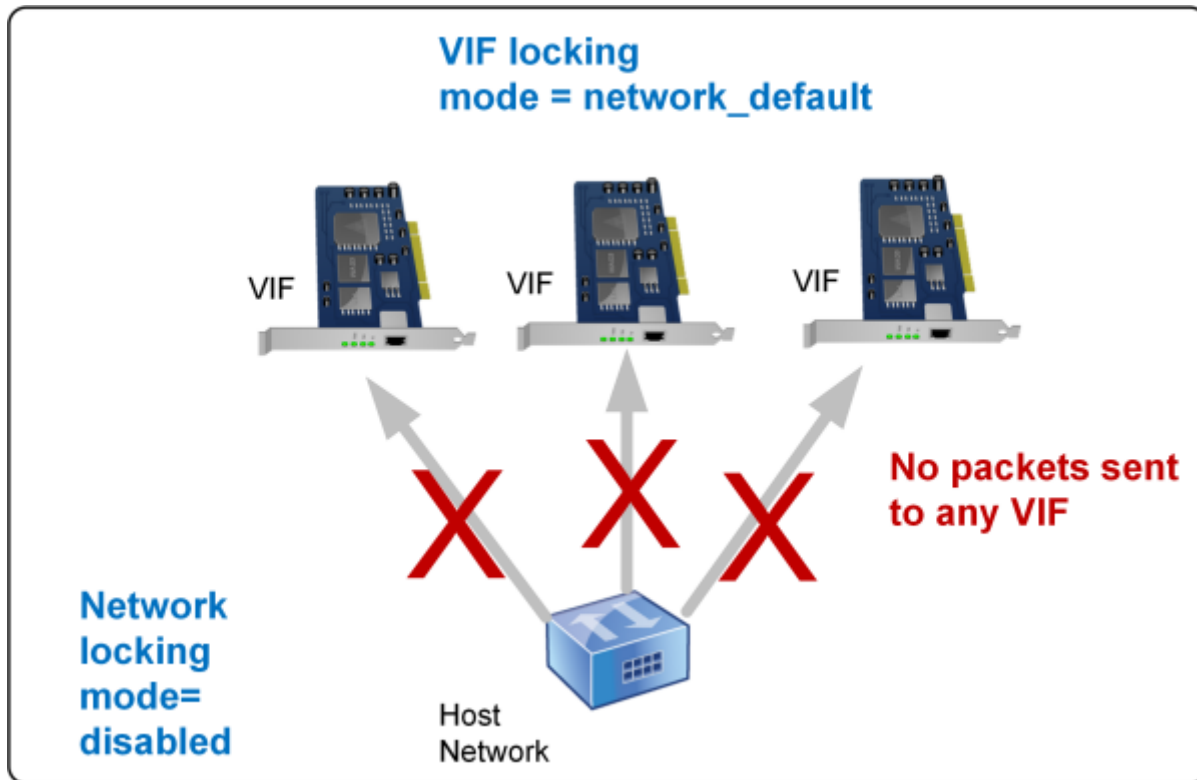 VIF locking
mode = network_default
VIF
VIF
VIF
No packets sent
to any VIF
Network
locking
mode=
disabled
Host
Network